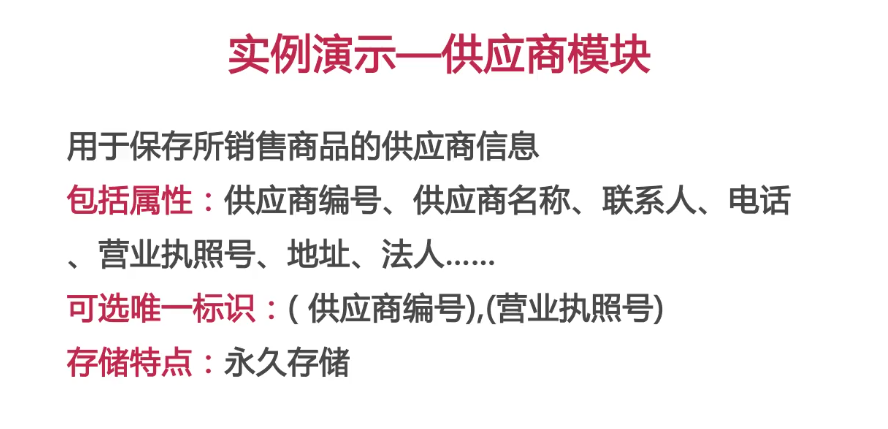 实例演示—供应商模块
用于保存所销售商品的供应商信息
包括属性：供应商编号、供应商名称、联系人、电话
、营业执照号、地址、法人......
可选唯一标识：( 供应商编号),(营业执照号)
存储特点：永久存储